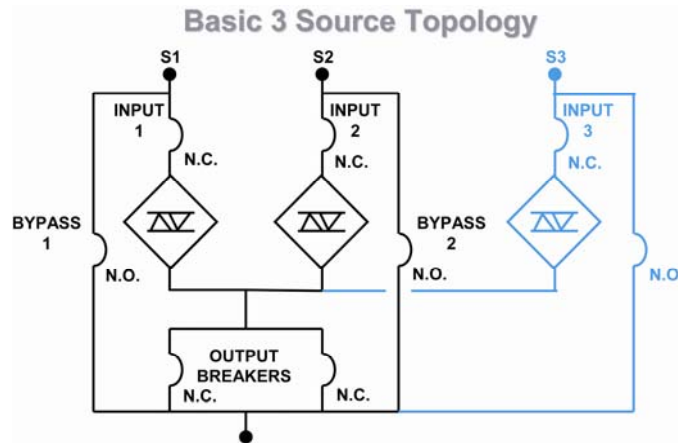 Basic 3 Source Topology
S1
S2
S3
INPUT
1
INPUT
2
INPUT
3
N.C.
N.C.
N.C.
BYPASS
1
BYPASS
2
N.O.
N.O.
N.O
OUTPUT
BREAKERS
N.C.
N.C.